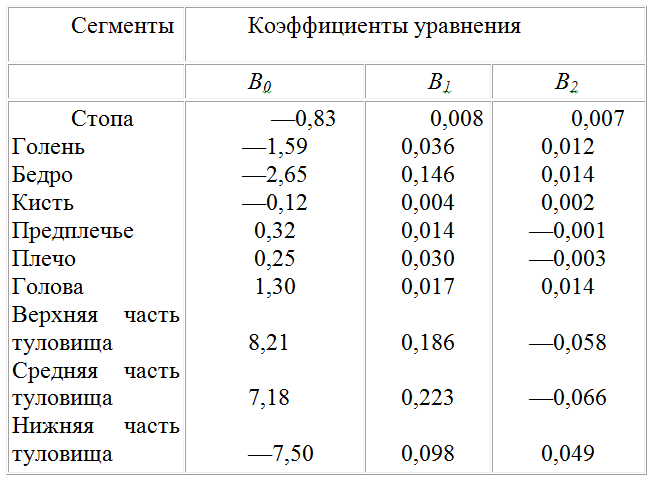 Сегменты Коэффициенты уравнения
B0 B1 B2
Стопа —0,83 0,008 0,007
Голень —1,59 0,036 0,012
Бедро —2,65 0,146 0,014
Кисть —0,12 0,004 0,002
Предплечье 0,32 0,014 —0,001
Плечо 0,25 0,030 —0,003
Голова 1,30 0,017 0,014
Верхняя часть
туловища 8,21 0,186 —0,058
Средняя часть
туловища 7,18 0,223 —0,066
Нижняя часть
туловища —7,50 0,098 0,049